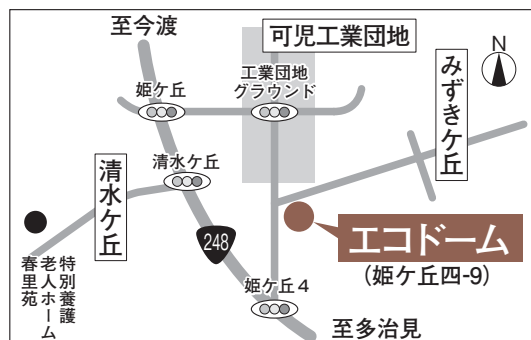 至今渡
可児工業団地
N
工業団地
グラウンド
姫ケ丘
みずきケ丘
清水ケ丘
清水ケ丘
248
エコドーム
(姫ケ丘四-9)
特別養護
老人ホーム
春里苑
姫ケ丘4
至多治見